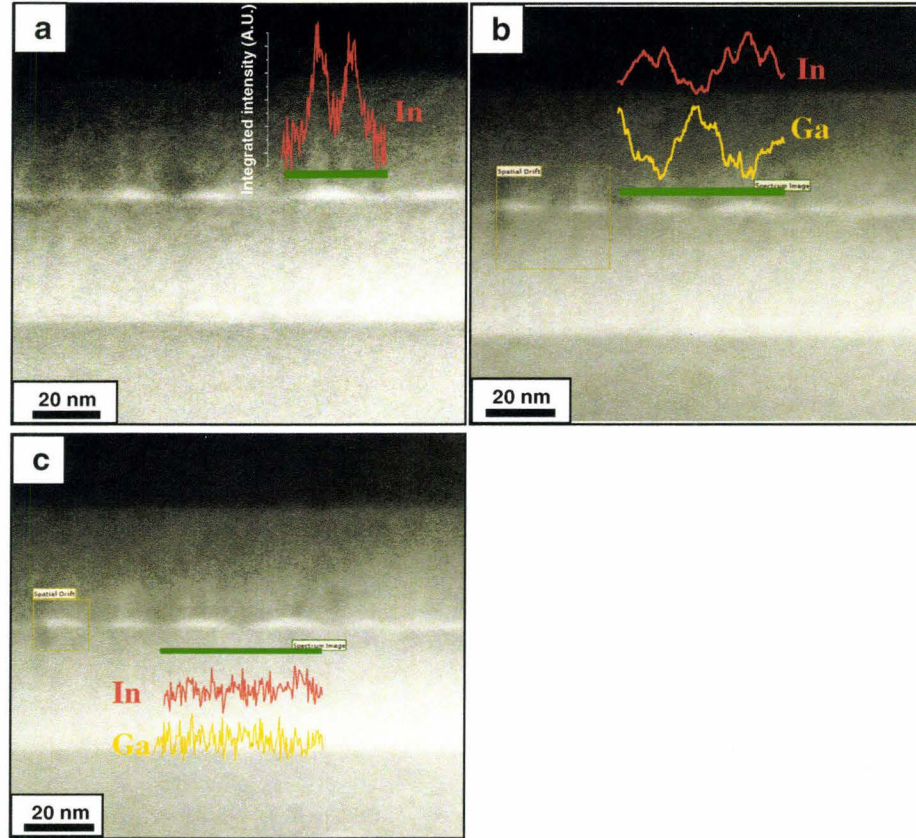 a
Integrated intensity (A.U.)
In
20 nm
b
In
Ga
Spatial Drift
Spectrum Image
20 nm
c
Spatial Drift
Spectrum Image
In
Ga
20 nm